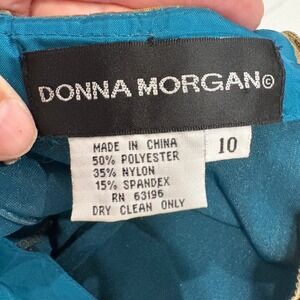 DONNA MORGAN©
MADE IN CHINA
50% POLYESTER
35% NYLON
15% SPANDEX
RN 63196
DRY CLEAN ONLY
10